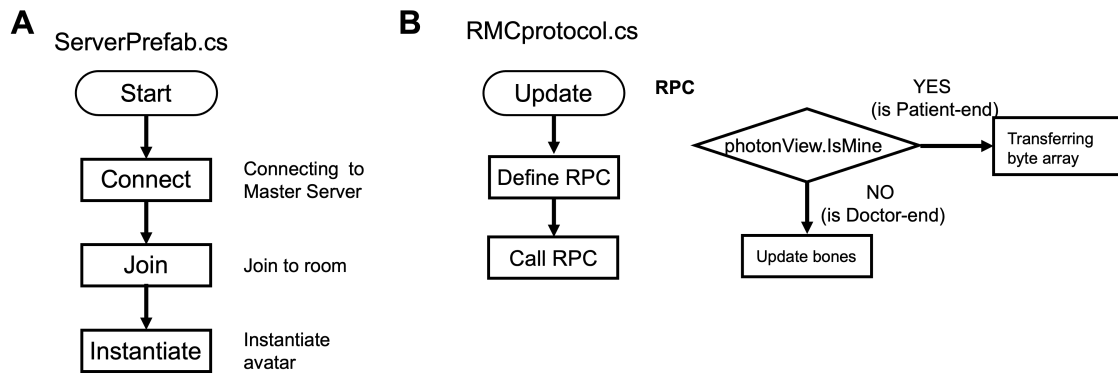 A
ServerPrefab.cs
Start
Connect
Connecting to
Master Server
Join
Join to room
Instantiate
Instantiate
avatar
B
RMCprotocol.cs
Update
Define RPC
Call RPC
RPC
photonView.IsMine
YES
(is Patient-end)
Transferring
byte array
NO
(is Doctor-end)
Update bones